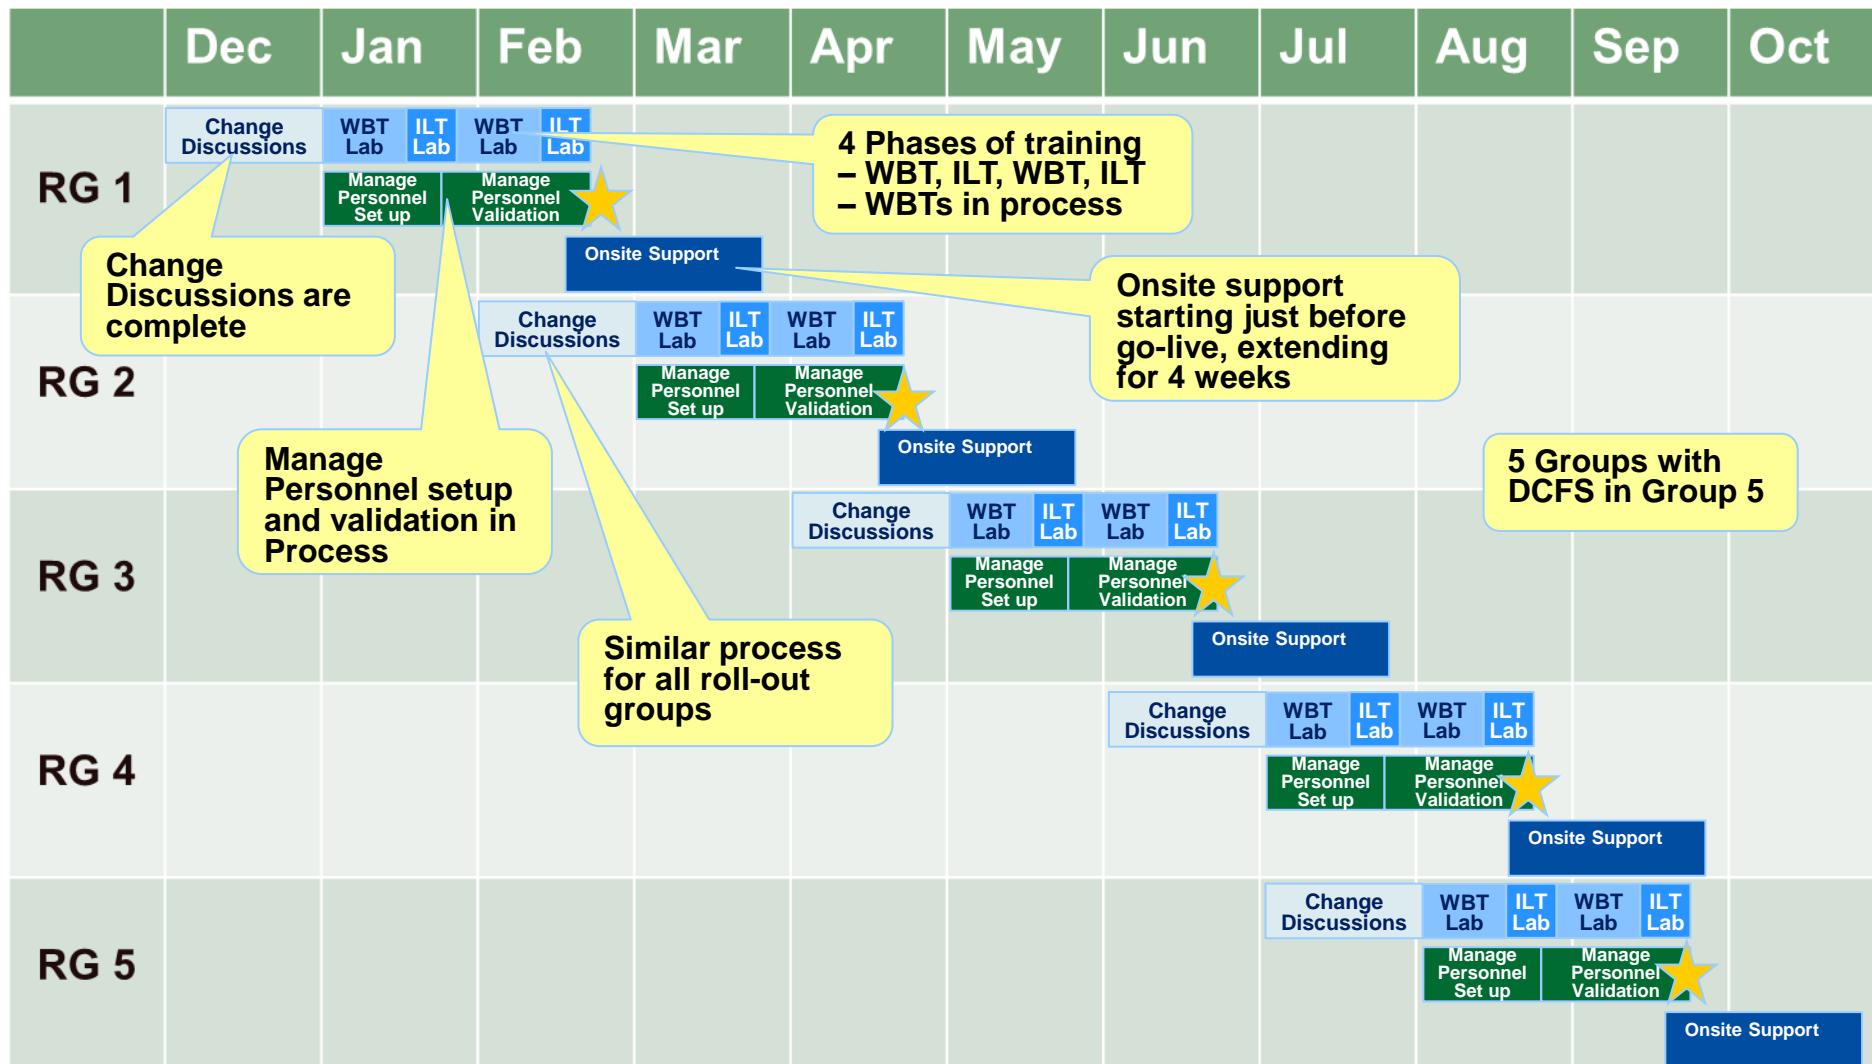 Dec Jan Feb Mar Apr May Jun Jul Aug Sep Oct
RG 1
Change
Discussions
WBT
Lab
ILT
Lab
WBT
Lab
ILT
Lab
Manage
Personnel
Set up
Manage
Personnel
Validation
Onsite Support
4 Phases of training
– WBT, ILT, WBT, ILT
– WBTs in process
Change
Discussions are
complete
Onsite support
starting just before
go-live, extending
for 4 weeks
RG 2
Change
Discussions
WBT
Lab
ILT
Lab
WBT
Lab
ILT
Lab
Manage
Personnel
Set up
Manage
Personnel
Validation
Onsite Support
Manage
Personnel setup
and validation in
Process
5 Groups with
DCFS in Group 5
RG 3
Change
Discussions
WBT
Lab
ILT
Lab
WBT
Lab
ILT
Lab
Manage
Personnel
Set up
Manage
Personnel
Validation
Onsite Support
Similar process
for all roll-out
groups
RG 4
Change
Discussions
WBT
Lab
ILT
Lab
WBT
Lab
ILT
Lab
Manage
Personnel
Set up
Manage
Personnel
Validation
Onsite Support
RG 5
Change
Discussions
WBT
Lab
ILT
Lab
WBT
Lab
ILT
Lab
Manage
Personnel
Set up
Manage
Personnel
Validation
Onsite Support